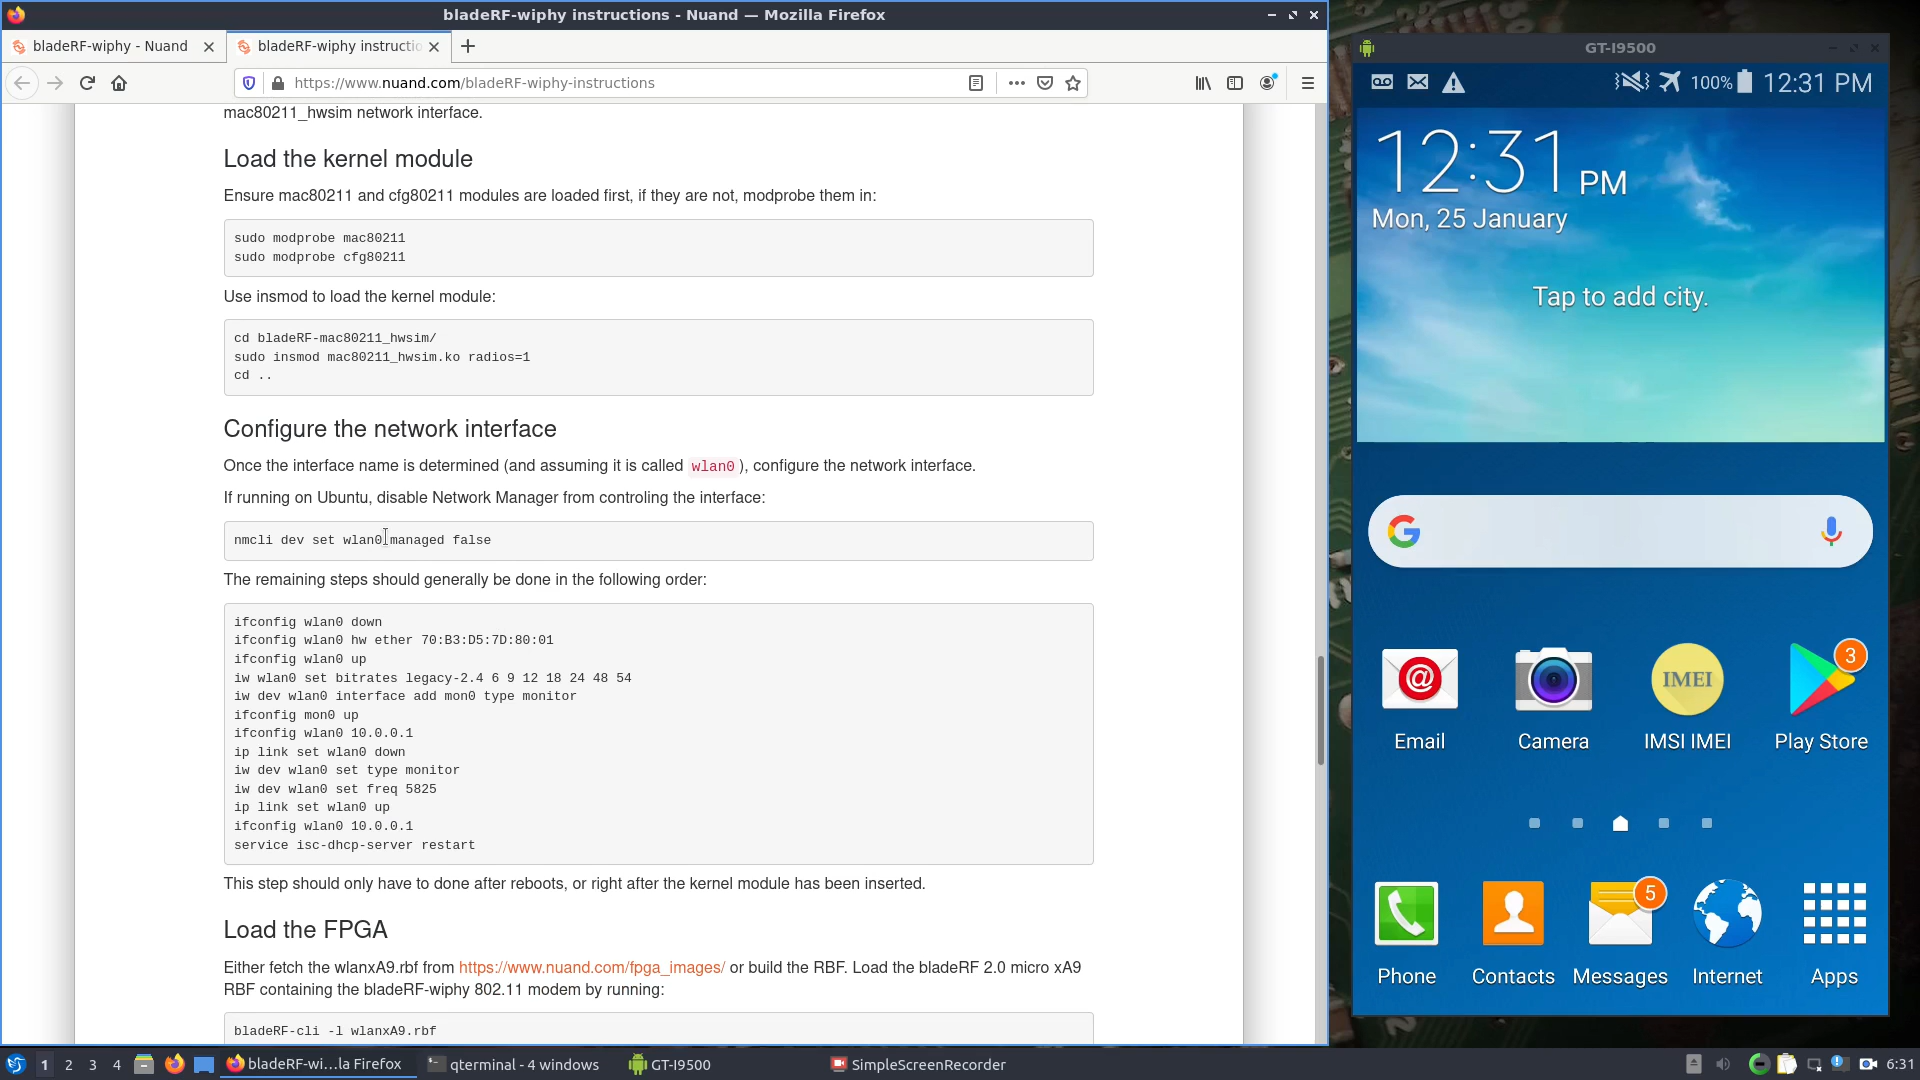 bladeRF-wiphy instructions - Nuand — Mozilla Firefox
bladeRF-wiphy - Nuand
bladeRF-wiphy instructio
https://www.nuand.com/bladeRF-wiphy-instructions
mac80211_hwsim network interface.
Load the kernel module
Ensure mac80211 and cfg80211 modules are loaded first, if they are not, modprobe them in:
sudo modprobe mac80211
sudo modprobe cfg80211
Use insmod to load the kernel module:
cd bladeRF-mac80211_hwsim/
sudo insmod mac80211_hwsim.ko radios=1
cd ..
Configure the network interface
Once the interface name is determined (and assuming it is called wlan0), configure the network interface.
If running on Ubuntu, disable Network Manager from controling the interface:
nmcli dev set wlan0 managed false
The remaining steps should generally be done in the following order:
ifconfig wlan0 down
ifconfig wlan0 hw ether 70:B3:D5:7D:80:01
ifconfig wlan0 up
iw wlan0 set bitrates legacy-2.4 6 9 12 18 24 48 54
iw dev wlan0 interface add mon0 type monitor
ifconfig mon0 up
ifconfig wlan0 10.0.0.1
ip link set wlan0 down
iw dev wlan0 set type monitor
iw dev wlan0 set freq 5825
ip link set wlan0 up
ifconfig wlan0 10.0.0.1
service isc-dhcp-server restart
This step should only have to done after reboots, or right after the kernel module has been inserted.
Load the FPGA
Either fetch the wlanxA9.rbf from https://www.nuand.com/fpga_images/ or build the RBF. Load the bladeRF 2.0 micro xA9
RBF containing the bladeRF-wiphy 802.11 modem by running:
bladeRF-cli -l wlanxA9.rbf
GT-I9500
100% 12:31 PM
12:31 PM
Mon, 25 January
Tap to add city.
G
@
IMEI
3
Email
Camera
IMSI IMEI
Play Store
5
Phone
Contacts
Messages
Internet
Apps
1 2 3 4
bladeRF-wi...la Firefox
qterminal - 4 windows
GT-I9500
SimpleScreenRecorder
6:31